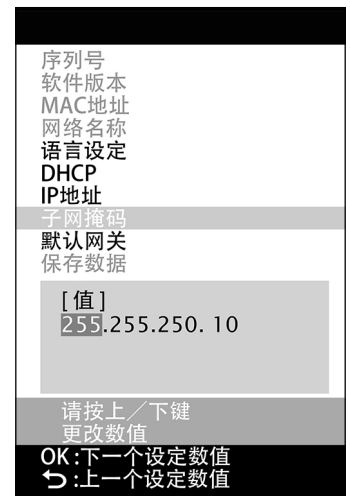 序列号
软件版本
MAC地址
网络名称
语言设定
DHCP
IP地址
子网掩码
默认网关
保存数据
[值]
255.255.250. 10
请按上／下键
更改数值
OK:下一个设定数值
⮌:上一个设定数值